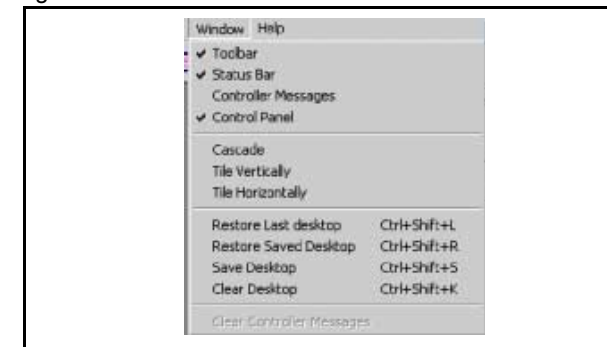 Window Help
✔ Toolbar
✔ Status Bar
Controller Messages
✔ Control Panel
Cascade
Tile Vertically
Tile Horizontally
Restore Last desktop Ctrl+Shift+L
Restore Saved Desktop Ctrl+Shift+R
Save Desktop Ctrl+Shift+S
Clear Desktop Ctrl+Shift+K
Clear Controller Messages